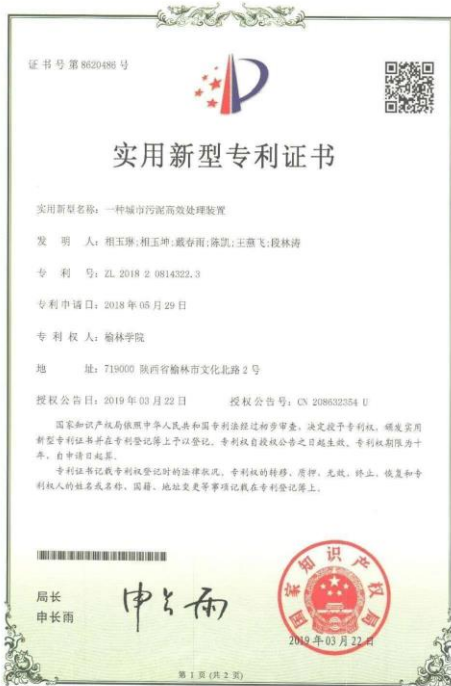 证书号第8620486号
实用新型专利证书
实用新型名称：一种城市污泥高效处理装置
发 明 人：相玉琳;相玉坤;戴春雨;陈凯;王燕飞;段林涛
专 利 号：ZL 2018 2 0814322.3
专利申请日：2018年05月29日
专 利 权 人：榆林学院
地 址：719000 陕西省榆林市文化北路2号
授权公告日：2019年03月22日 授权公告号：CN 208632354 U
国家知识产权局依照中华人民共和国专利法经过初步审查，决定授予专利权，颁发实用
新型专利证书并在专利登记簿上予以登记。专利权自授权公告之日起生效。专利权期限为十
年，自申请日起算。
专利证书记载专利权登记时的法律状况。专利权的转移、质押、无效、终止、恢复和专
利权人的姓名或名称、国籍、地址变更等事项记载在专利登记簿上。
局长
申长雨
申长雨
国家知识产权局
2019年03月22日
第 1 页 (共 2 页)